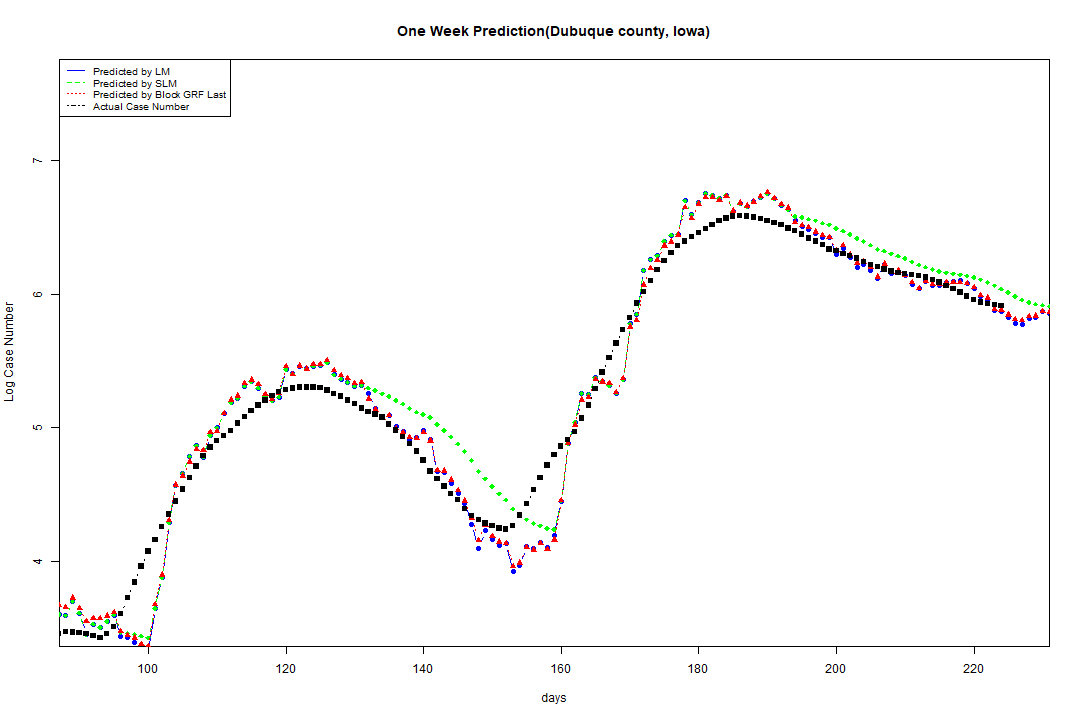 One Week Prediction(Dubuque county, Iowa)
Predicted by LM
Predicted by SLM
Predicted by Block GRF Last
Actual Case Number
7
6
5
4
Log Case Number
100 120 140 160 180 200 220
days